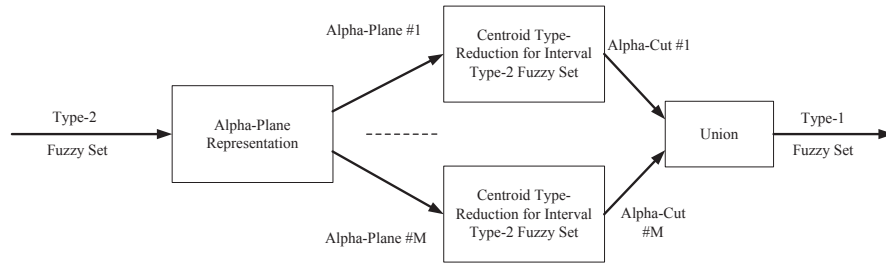 Type-2
Fuzzy Set
Alpha-Plane
Representation
Alpha-Plane #1
Alpha-Plane #M
Centroid Type-
Reduction for Interval
Type-2 Fuzzy Set
Centroid Type-
Reduction for Interval
Type-2 Fuzzy Set
Alpha-Cut #1
Alpha-Cut
#M
Union
Type-1
Fuzzy Set